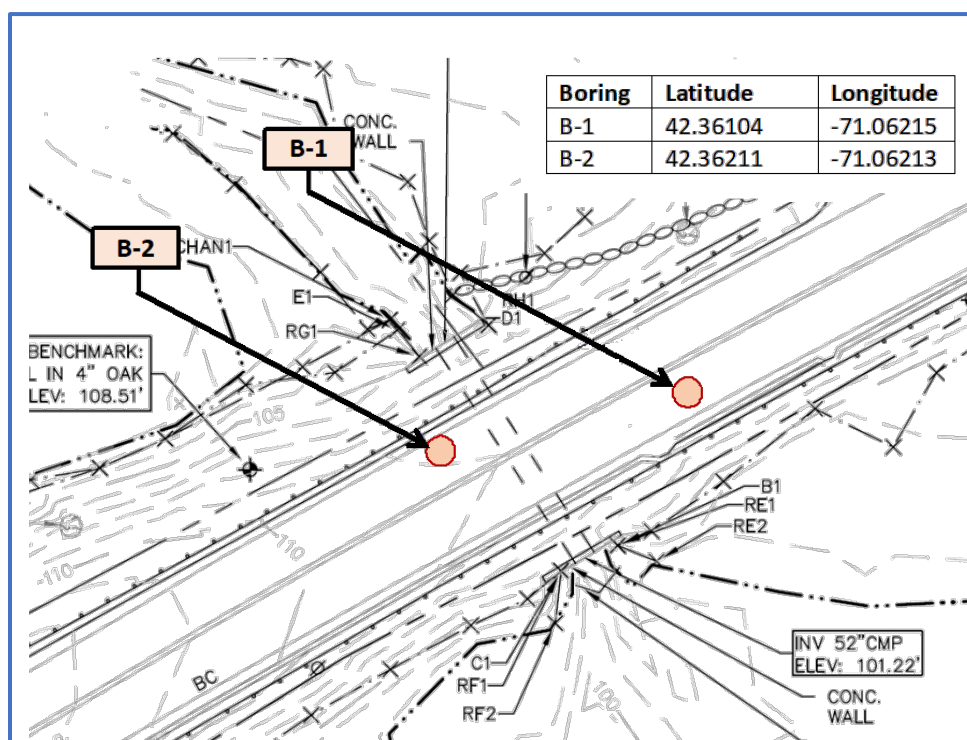 Boring Latitude Longitude
B-1 42.36104 -71.06215
B-2 42.36211 -71.06213
CONC.
WALL
B-1
B-2
CHAN1
E1
RH1
D1
RG1
BENCHMARK:
L IN 4" OAK
ELEV: 108.51'
105
110
110
B1
RE1
RE2
INV 52"CMP
ELEV: 101.22'
C1
RF1
RF2
BC
100
CONC.
WALL